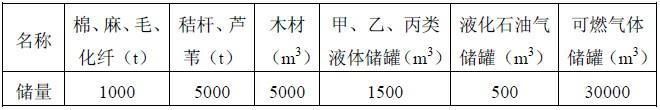 名称
棉、麻、毛、
化纤（t）
秸杆、芦
苇（t）
木材
（m³）
甲、乙、丙类
液体储罐（m³）
液化石油气
储罐（m³）
可燃气体
储罐（m³）
储量
1000
5000
5000
1500
500
30000